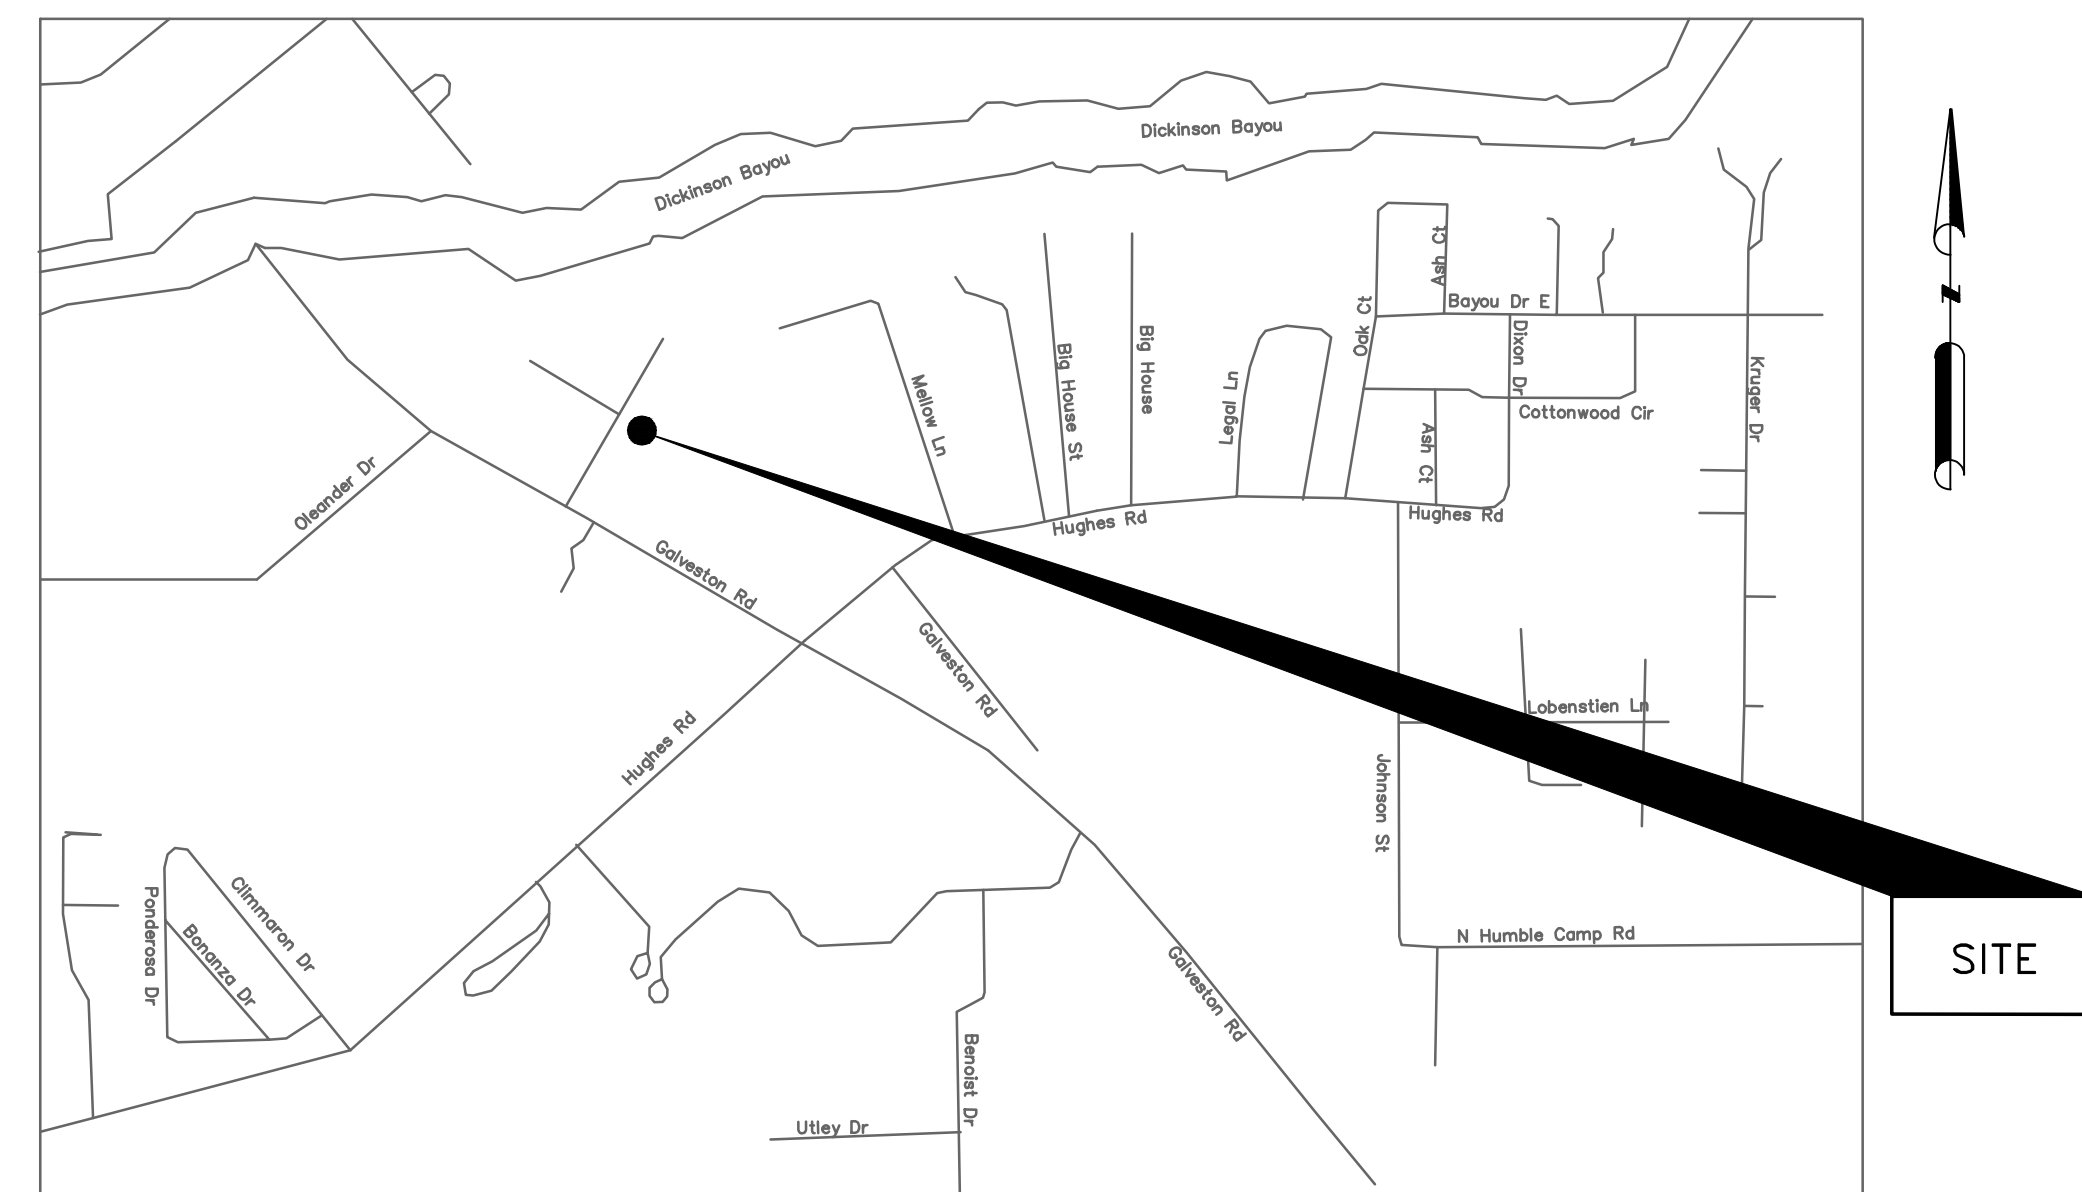 Dickinson Bayou
Dickinson Bayou
Ash Ct
Bayou Dr E
Oak Ct
Dixon Dr
Big House
Big House St
Mellow Ln
Legal Ln
Kruger Dr
Cottonwood Cir
Ash Ct
Oleander Dr
Hughes Rd
Hughes Rd
Galveston Rd
Galveston Rd
Hughes Rd
Lobenstien Ln
Johnson St
Climmaron Dr
Ponderosa Dr
Bonanza Dr
N Humble Camp Rd
Galveston Rd
Benoist Dr
Utley Dr
N
SITE